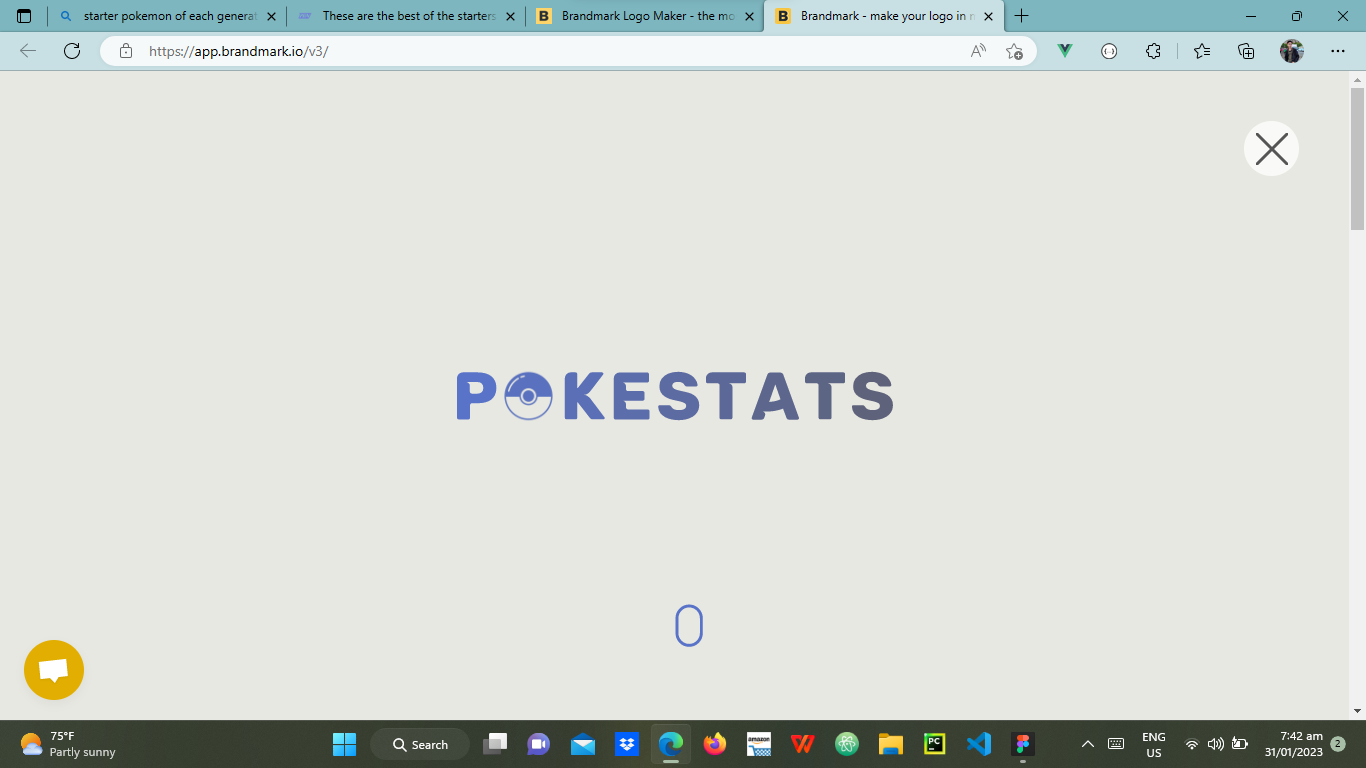 starter pokemon of each generat
These are the best of the starters
B Brandmark Logo Maker - the mo
B Brandmark - make your logo in
https://app.brandmark.io/v3/
POKESTATS
75°F
Partly sunny
Search
amazon
PC
ENG
US
7:42 am
31/01/2023
2